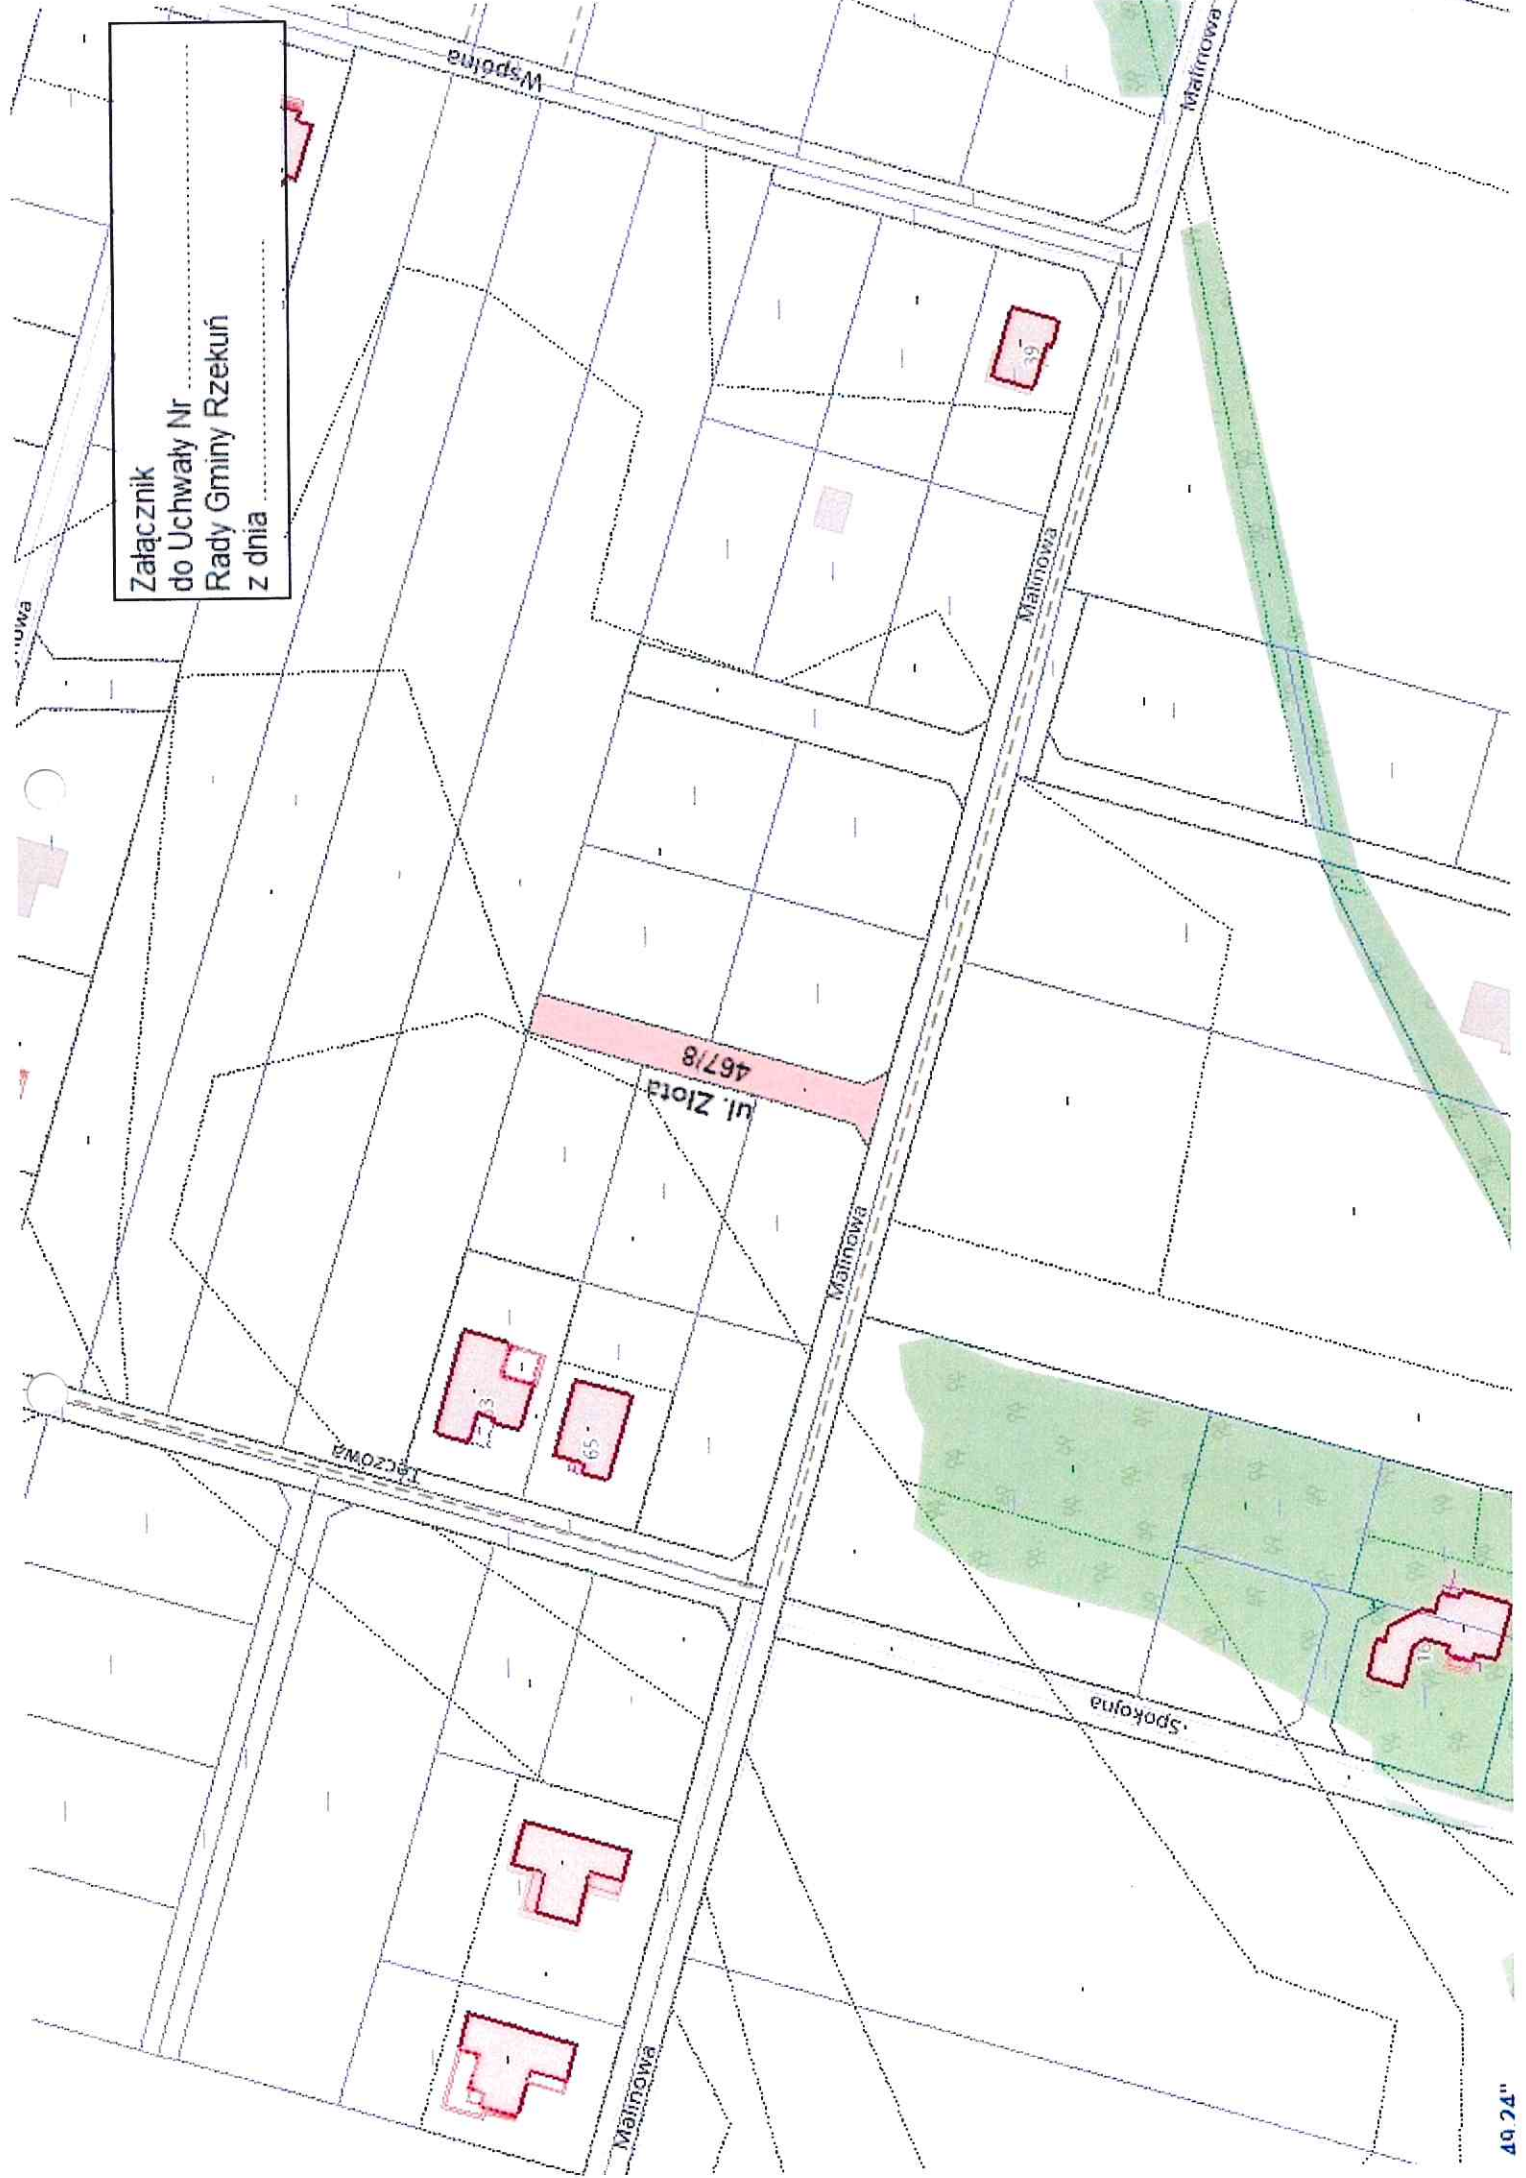 Załącznik
do Uchwały Nr ........................................
Rady Gminy Rzekuń
z dnia ........................................
Wspólna
Malinowa
39
Malinowa
467/8
ul. Złota
Malinowa
65
Tęczowa
Spokojna
Malinowa
49.24"